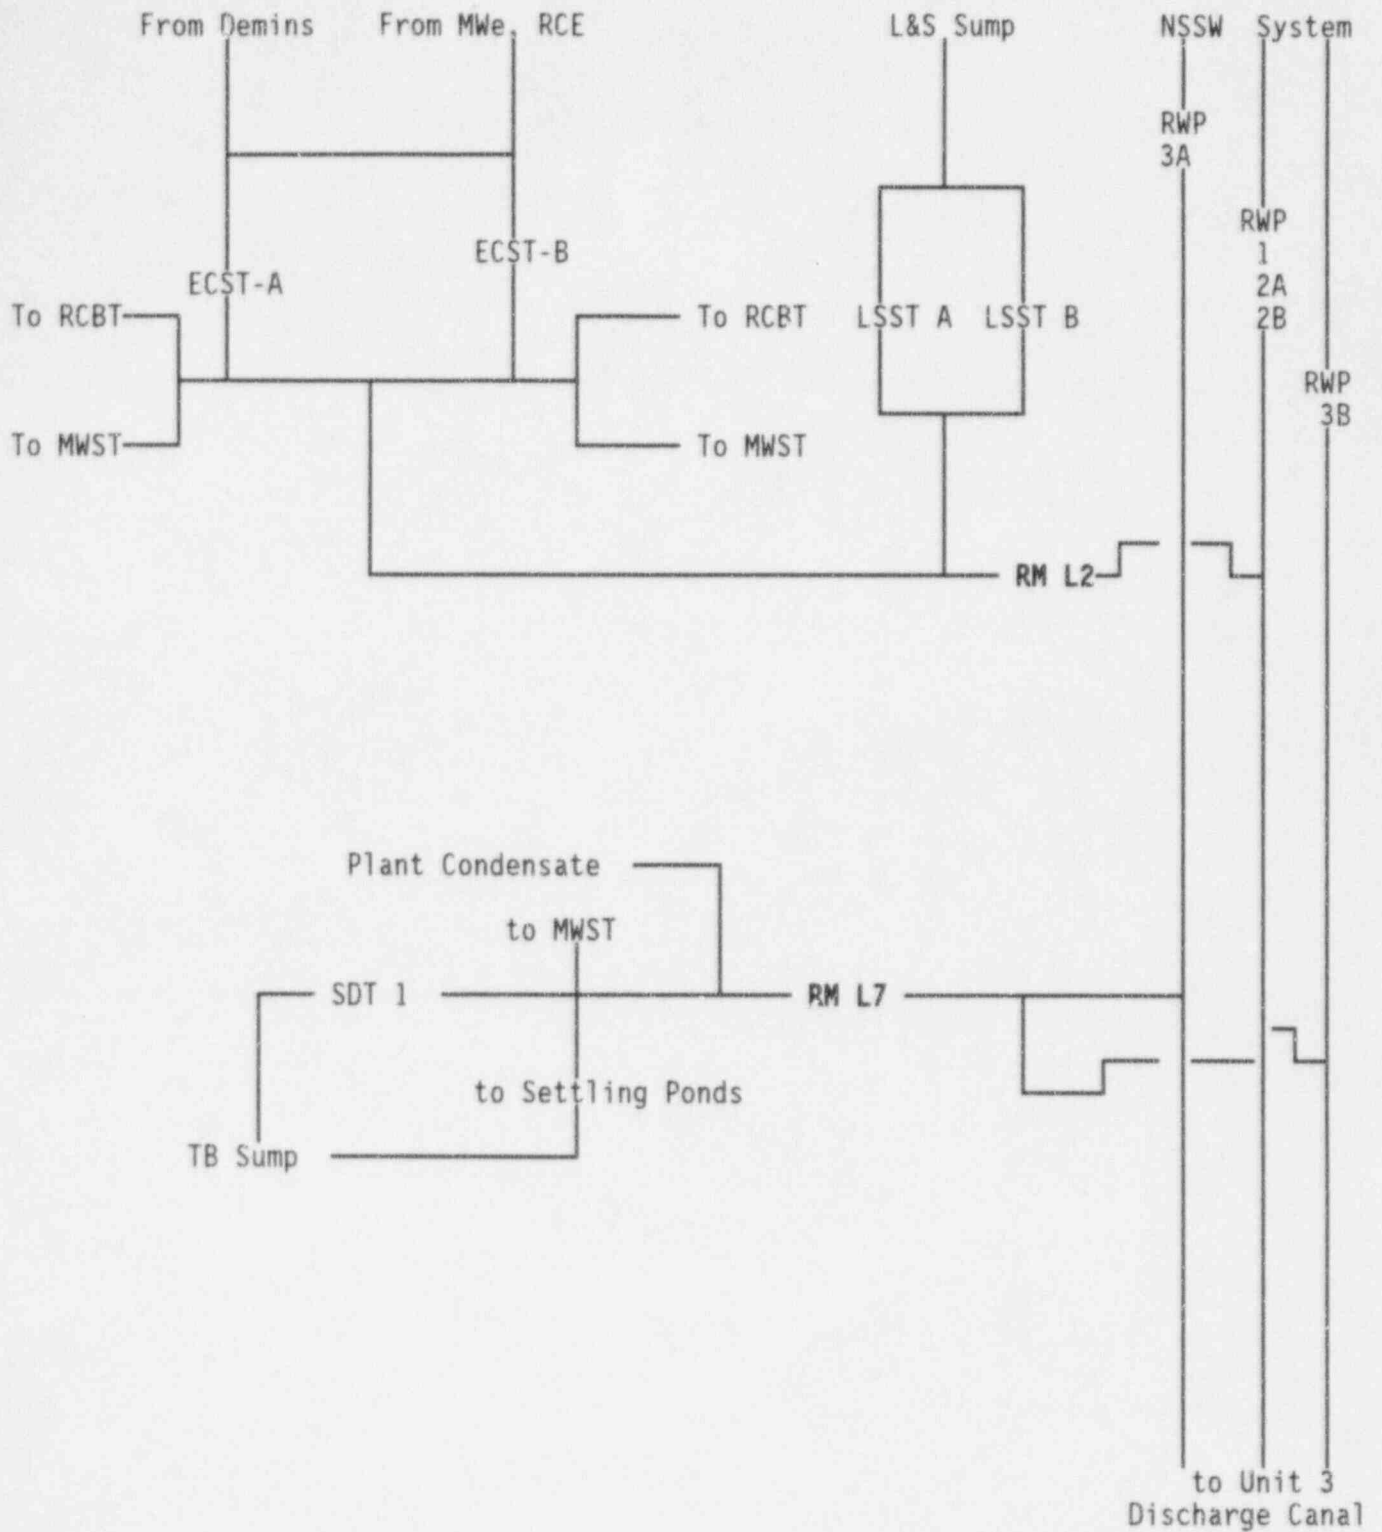 From Demins
From MWe, RCE
L&S Sump
NSSW System
RWP
3A
RWP
1
2A
2B
ECST-B
ECST-A
To RCBT
To RCBT
LSST A
LSST B
RWP
3B
To MWST
To MWST
RM L2
Plant Condensate
to MWST
SDT 1
RM L7
to Settling Ponds
TB Sump
to Unit 3
Discharge Canal